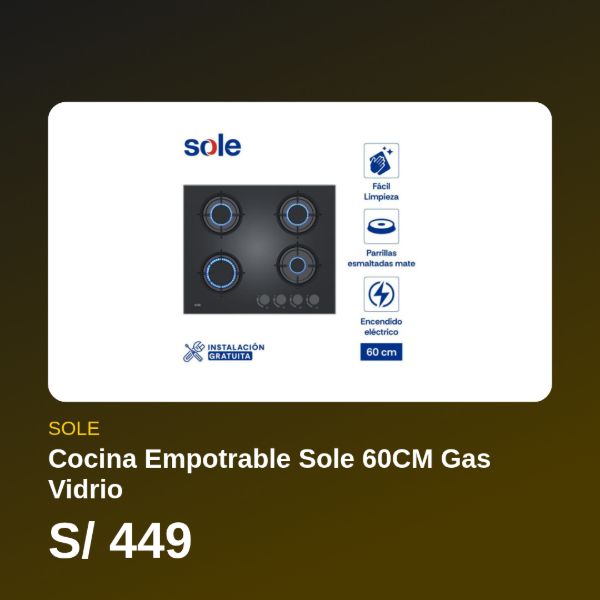 sole
Fácil
Limpieza
Parrillas
esmaltadas mate
Encendido
eléctrico
INSTALACIÓN
GRATUITA
60 cm
SOLE
Cocina Empotrable Sole 60CM Gas
Vidrio
S/ 449